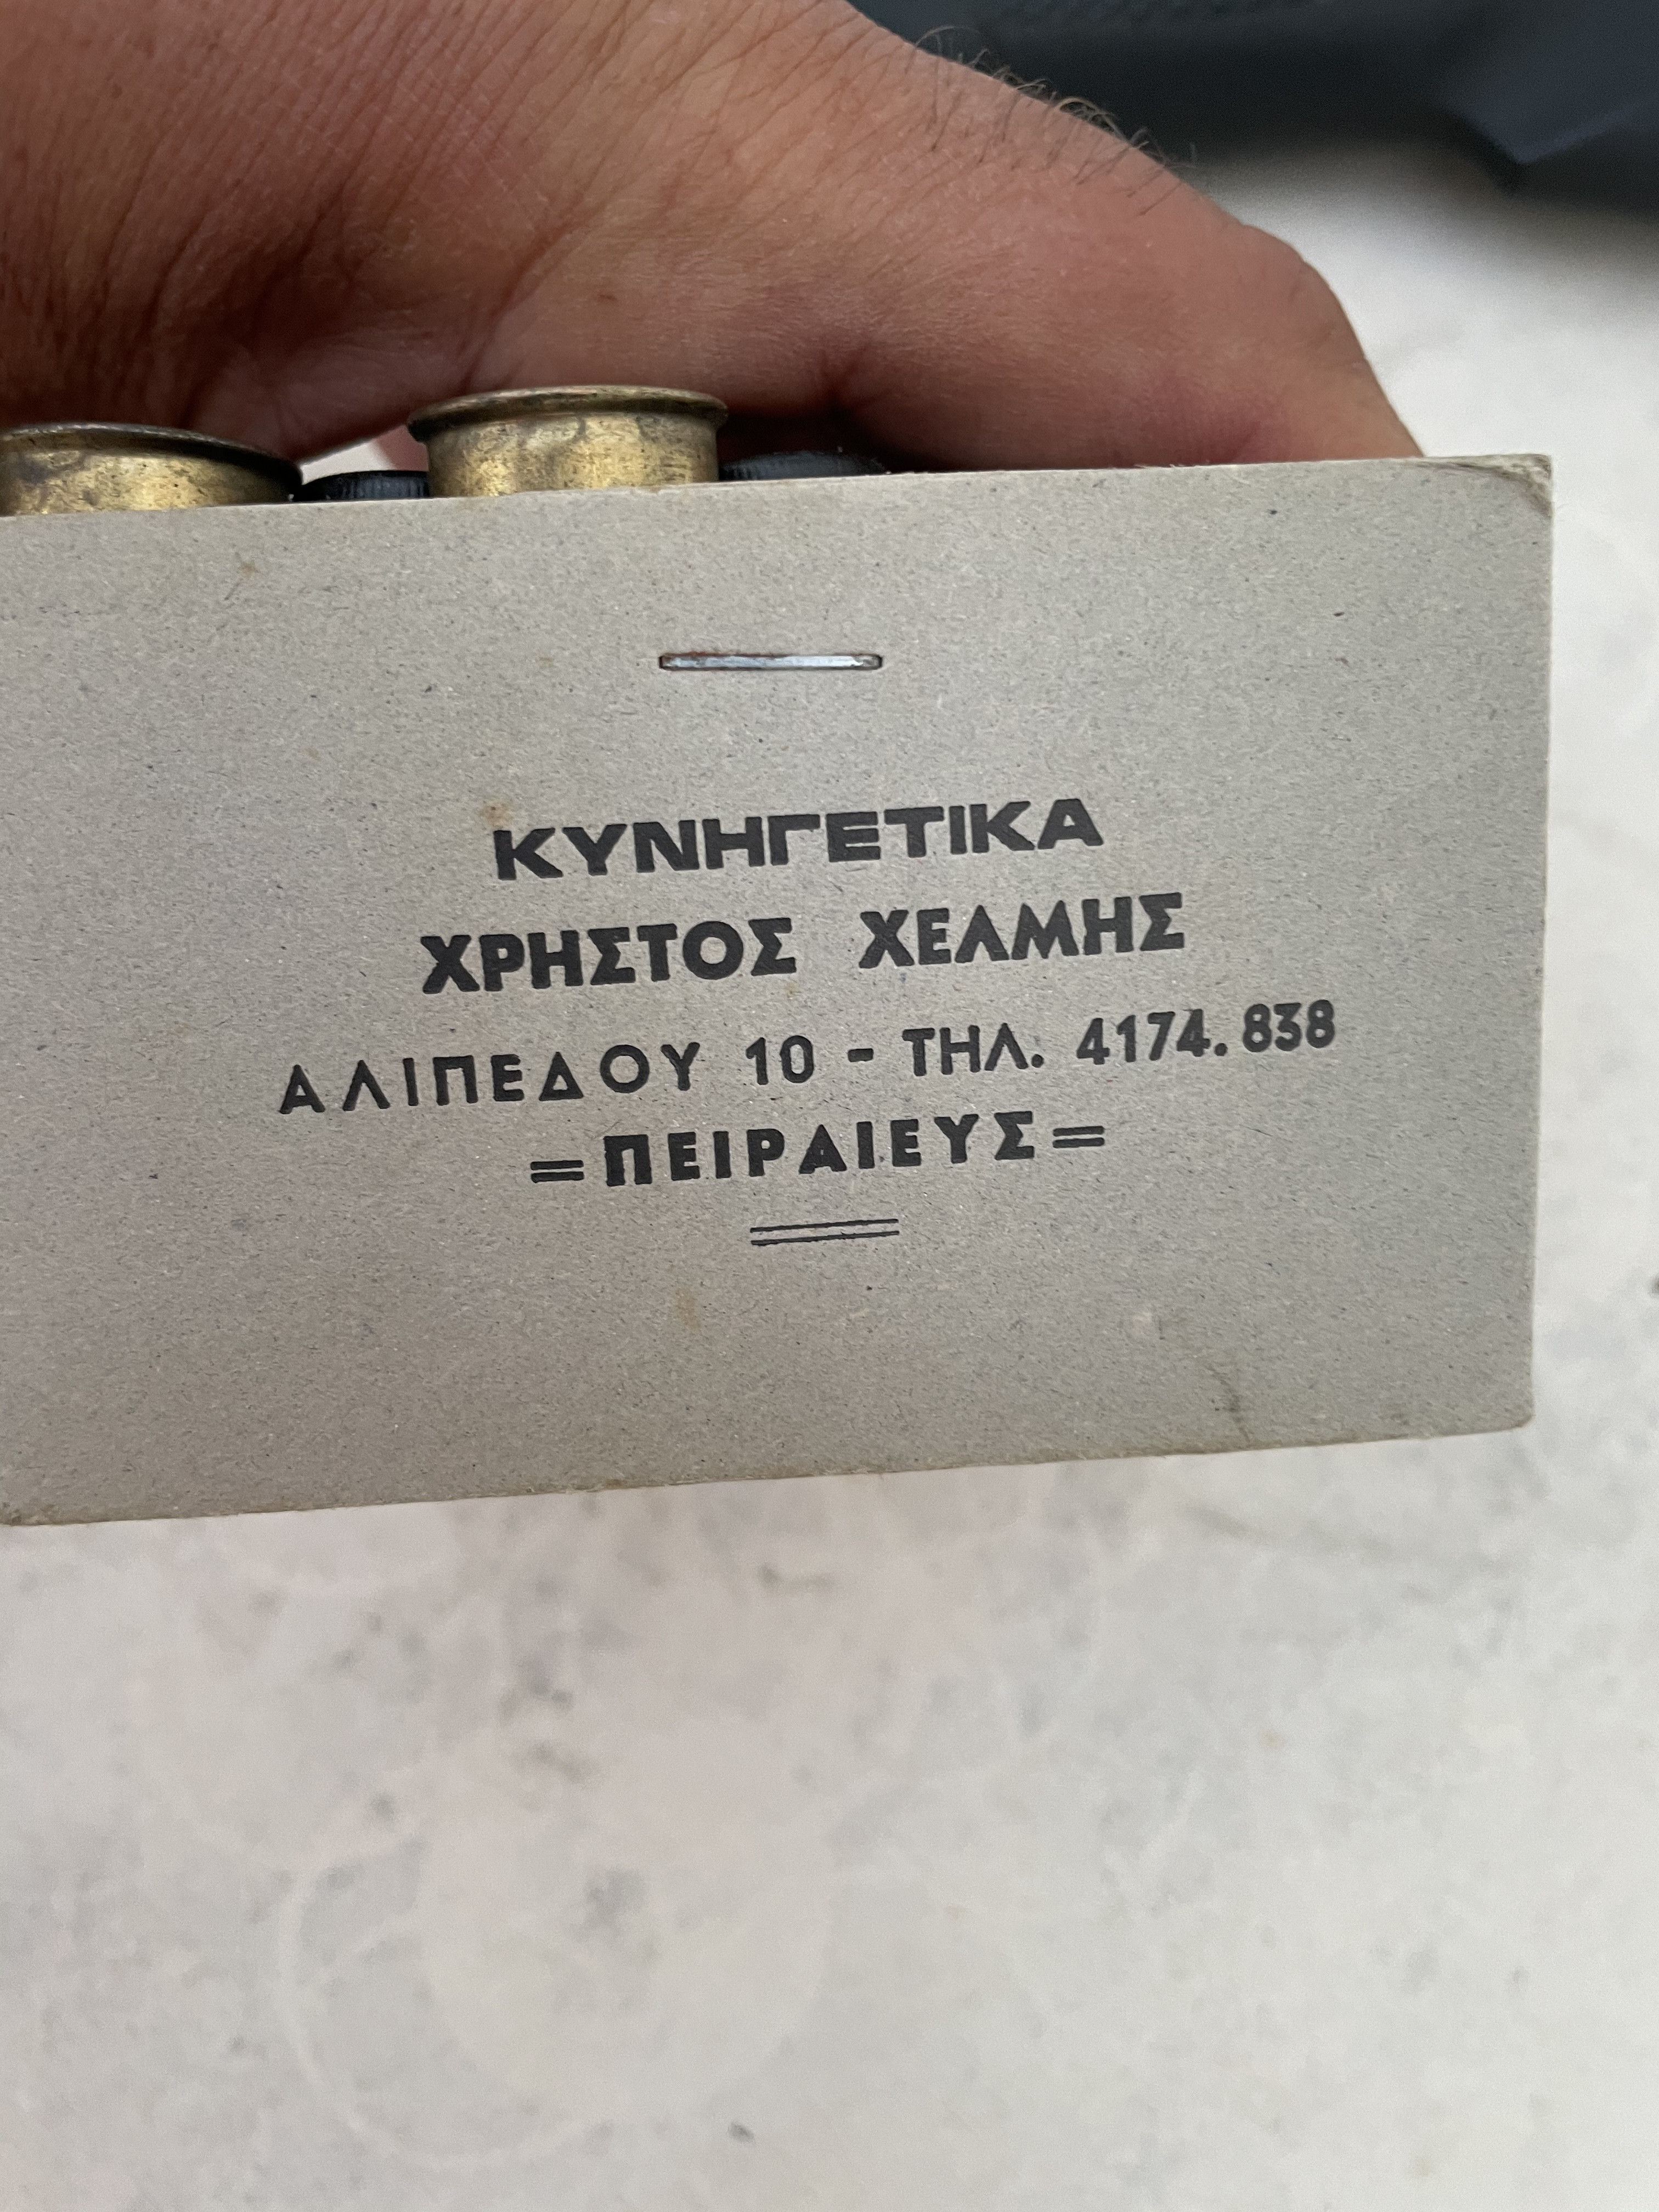 ΚΥΝΗΓΕΤΙΚΑ
ΧΡΗΣΤΟΣ ΧΕΛΜΗΣ
ΑΛΙΠΕΔΟΥ 10 - ΤΗΛ. 4174.838
=ΠΕΙΡΑΙΕΥΣ=